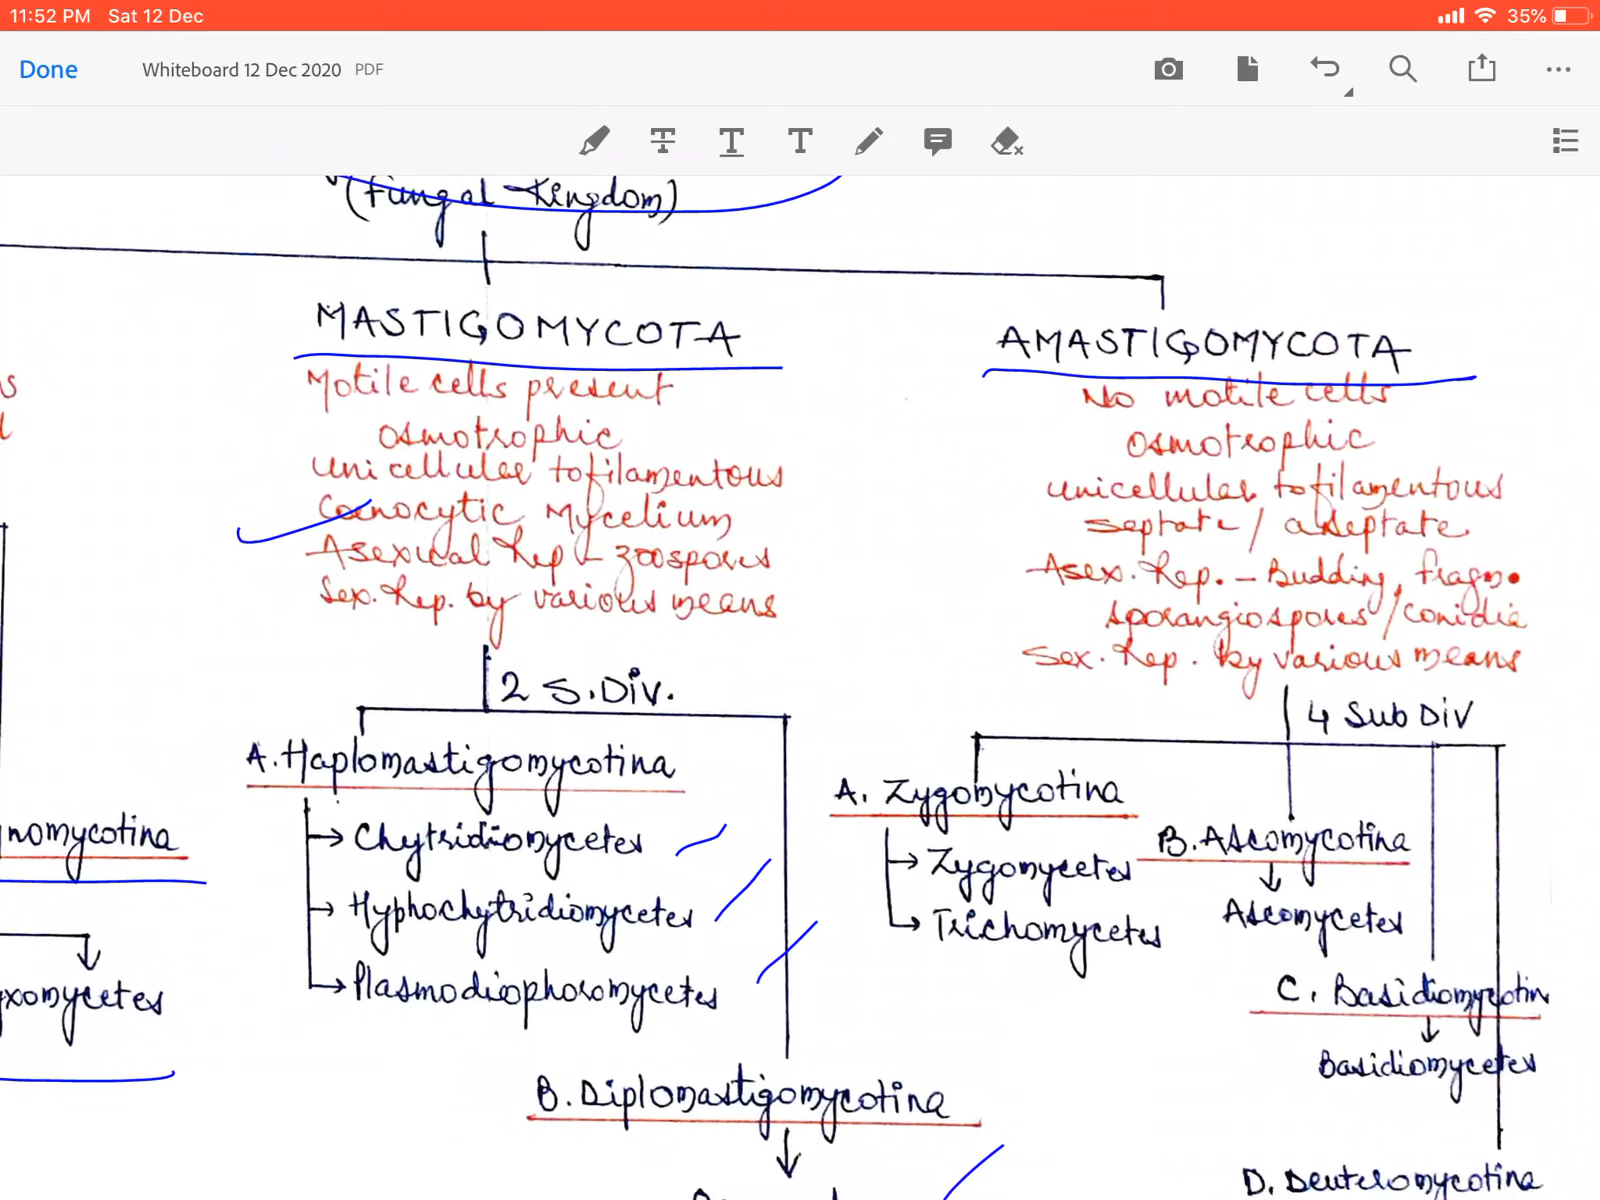 11:52 PM Sat 12 Dec
35%
Done
Whiteboard 12 Dec 2020 PDF
(Fungal Kingdom)
MASTIGOMYCOTA
Motile cells present
Osmotrophic
Unicellular to filamentous
Coenocytic Mycelium
Asexual Rep - zoospores
Sex. Rep. by various means
2 S.Div.
A. Haplomastigomycotina
→ Chytridiomycetes
→ Hyphochytridiomycetes
→ Plasmodiophoromycetes
B. Diplomastigomycotina
AMASTIGOMYCOTA
No motile cells
Osmotrophic
Unicellular to filamentous
Septate / aseptate
Asex. Rep. - Budding, fragm.
Sporangiospores / conidia
Sex. Rep. by various means
4 Sub Div
A. Zygomycotina
→ Zygomycetes
→ Trichomycetes
B. Ascomycotina
Ascomycetes
C. Basidiomycotin
Basidiomycetes
D. Deuteromycotina
nomycotina
yxomycetes